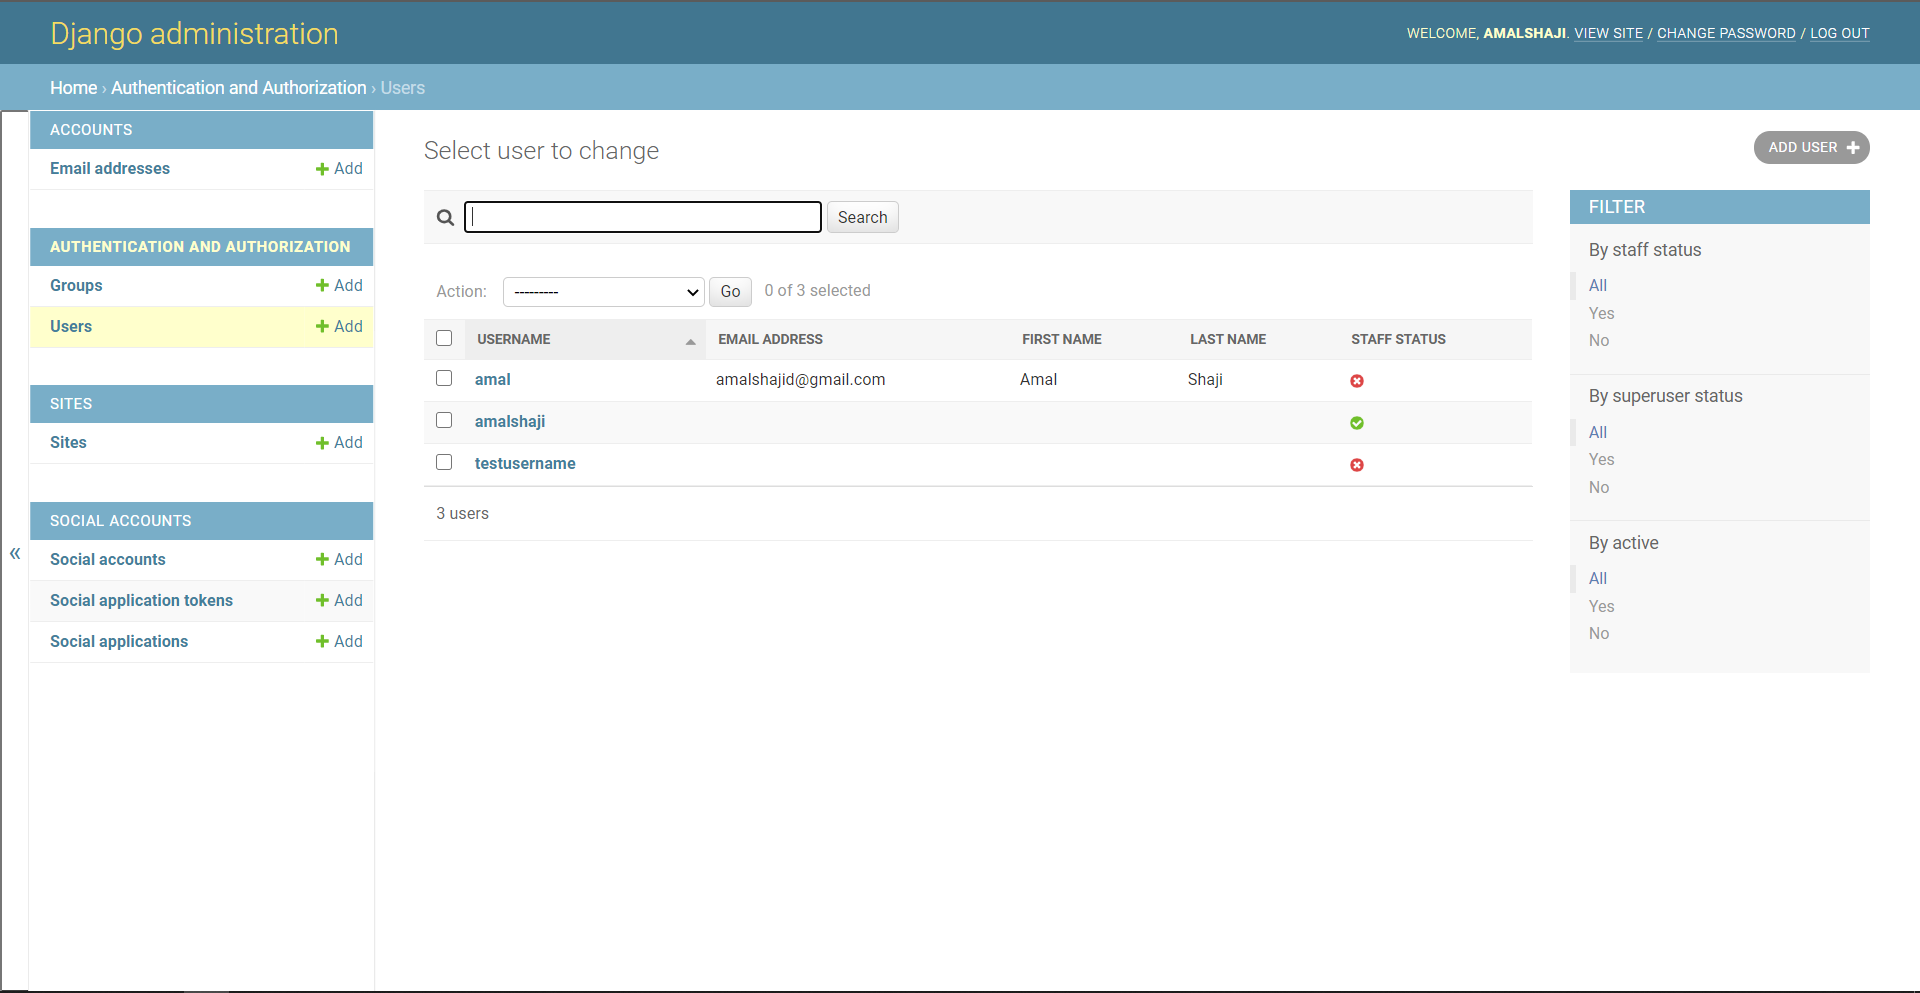 Django administration
WELCOME, AMALSHAJI. VIEW SITE / CHANGE PASSWORD / LOG OUT
Home › Authentication and Authorization › Users
ACCOUNTS
Email addresses + Add
AUTHENTICATION AND AUTHORIZATION
Groups + Add
Users + Add
SITES
Sites + Add
SOCIAL ACCOUNTS
Social accounts + Add
Social application tokens + Add
Social applications + Add
«
Select user to change
ADD USER +
Search
Action: --------- Go 0 of 3 selected
USERNAME EMAIL ADDRESS FIRST NAME LAST NAME STAFF STATUS
amal amalshajid@gmail.com Amal Shaji
amalshaji
testusername
3 users
FILTER
By staff status
All
Yes
No
By superuser status
All
Yes
No
By active
All
Yes
No